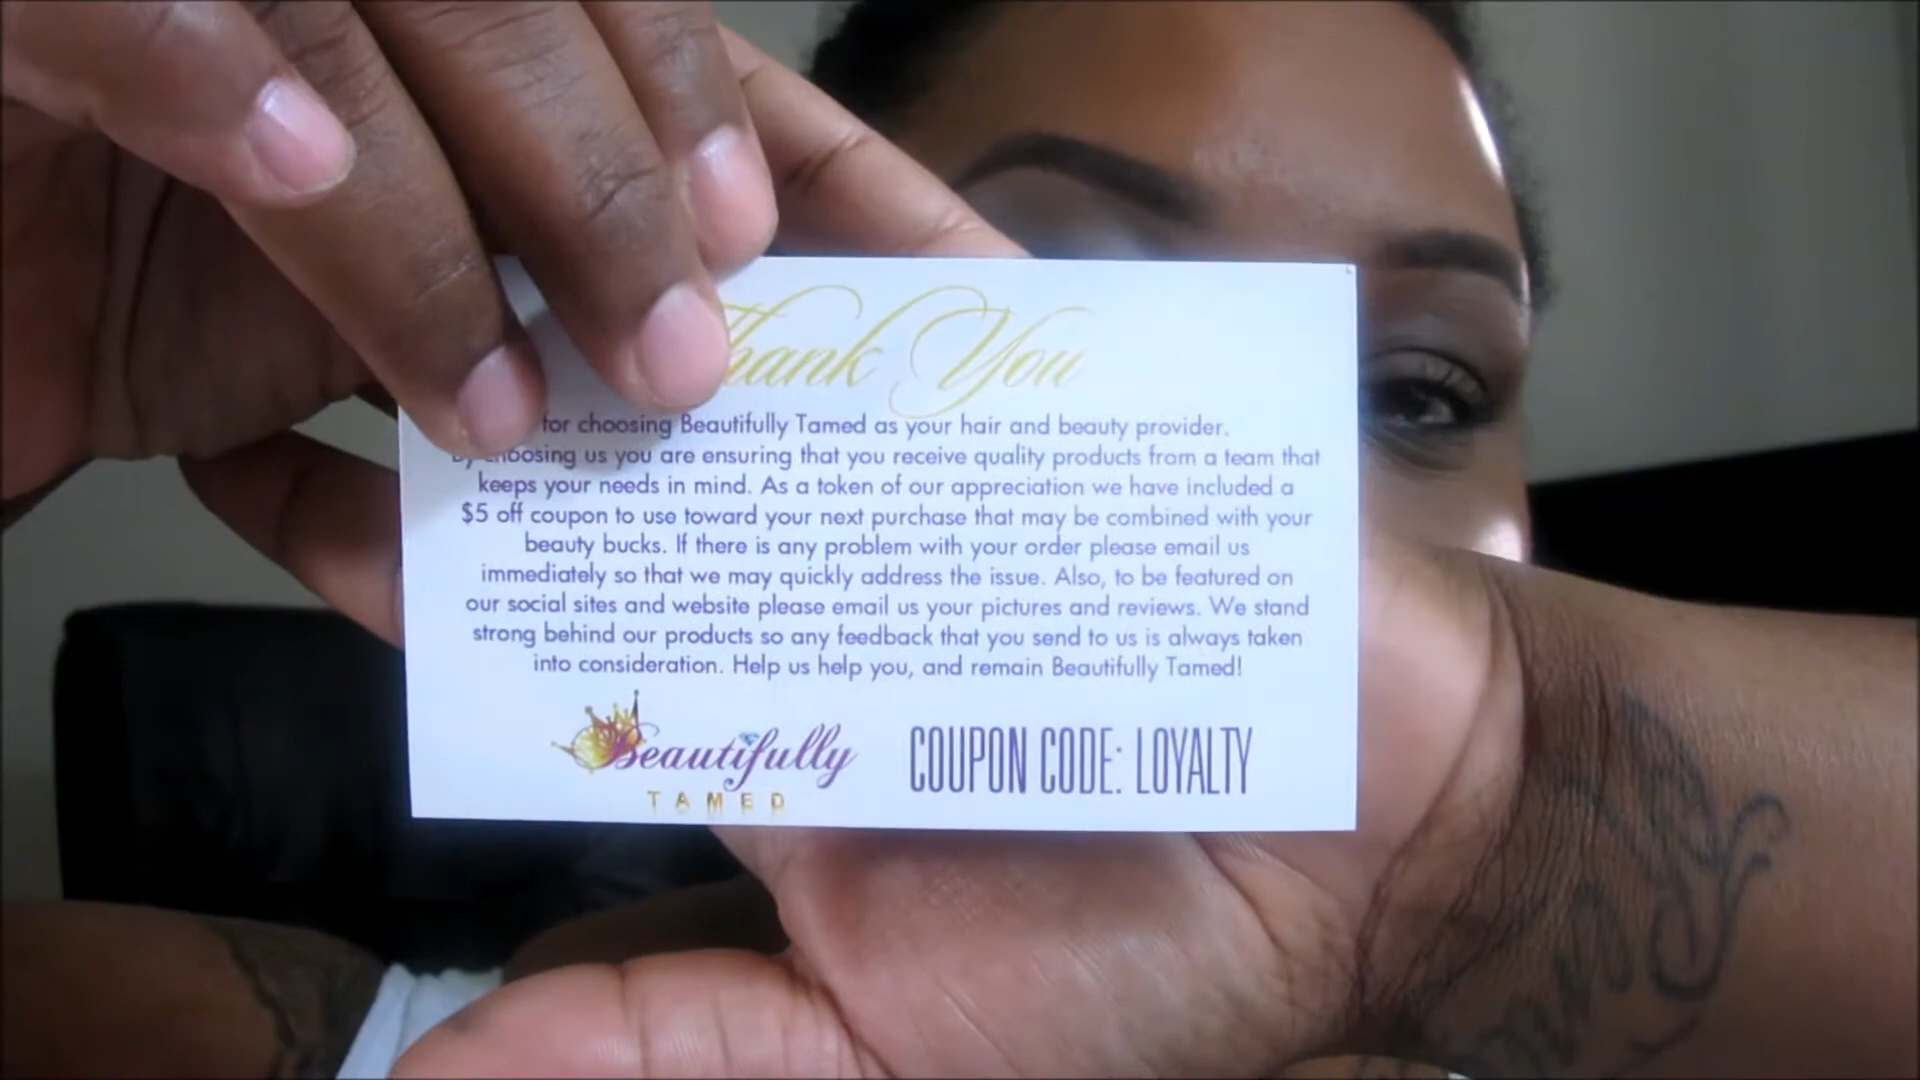 Thank You
for choosing Beautifully Tamed as your hair and beauty provider.
By choosing us you are ensuring that you receive quality products from a team that
keeps your needs in mind. As a token of our appreciation we have included a
$5 off coupon to use toward your next purchase that may be combined with your
beauty bucks. If there is any problem with your order please email us
immediately so that we may quickly address the issue. Also, to be featured on
our social sites and website please email us your pictures and reviews. We stand
strong behind our products so any feedback that you send to us is always taken
into consideration. Help us help you, and remain Beautifully Tamed!
Beautifully
TAMED
COUPON CODE: LOYALTY